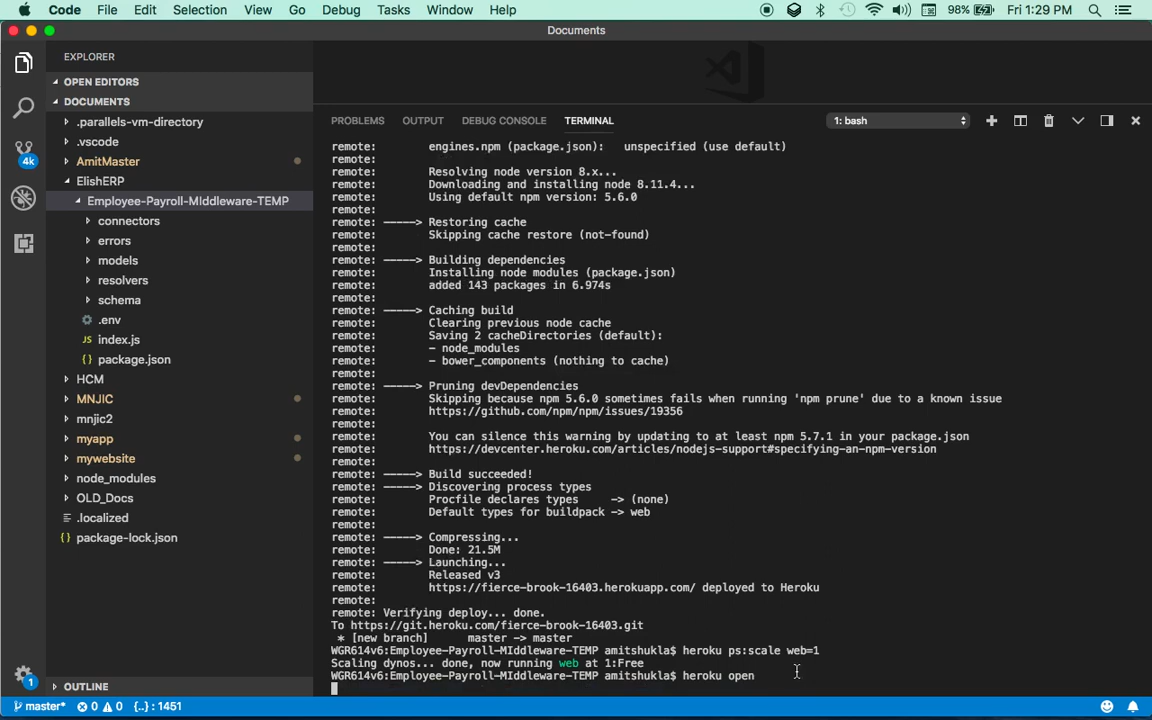 Code File Edit Selection View Go Debug Tasks Window Help 98% Fri 1:29 PM
Documents
EXPLORER
OPEN EDITORS
DOCUMENTS
.parallels-vm-directory
.vscode
AmitMaster
ElishERP
Employee-Payroll-MIddleware-TEMP
connectors
errors
models
resolvers
schema
.env
JS index.js
{} package.json
HCM
MNJIC
mnjic2
myapp
mywebsite
node_modules
OLD_Docs
.localized
{} package-lock.json
OUTLINE
4k
1
PROBLEMS OUTPUT DEBUG CONSOLE TERMINAL 1: bash
remote: engines.npm (package.json): unspecified (use default)
remote:
remote: Resolving node version 8.x...
remote: Downloading and installing node 8.11.4...
remote: Using default npm version: 5.6.0
remote:
remote: -----> Restoring cache
remote: Skipping cache restore (not-found)
remote:
remote: -----> Building dependencies
remote: Installing node modules (package.json)
remote: added 143 packages in 6.974s
remote:
remote: -----> Caching build
remote: Clearing previous node cache
remote: Saving 2 cacheDirectories (default):
remote: - node_modules
remote: - bower_components (nothing to cache)
remote:
remote: -----> Pruning devDependencies
remote: Skipping because npm 5.6.0 sometimes fails when running 'npm prune' due to a known issue
remote: https://github.com/npm/npm/issues/19356
remote:
remote: You can silence this warning by updating to at least npm 5.7.1 in your package.json
remote: https://devcenter.heroku.com/articles/nodejs-support#specifying-an-npm-version
remote:
remote: -----> Build succeeded!
remote: -----> Discovering process types
remote: Procfile declares types -> (none)
remote: Default types for buildpack -> web
remote:
remote: -----> Compressing...
remote: Done: 21.5M
remote: -----> Launching...
remote: Released v3
remote: https://fierce-brook-16403.herokuapp.com/ deployed to Heroku
remote:
remote: Verifying deploy... done.
To https://git.heroku.com/fierce-brook-16403.git
* [new branch] master -> master
WGR614v6:Employee-Payroll-MIddleware-TEMP amitshukla$ heroku ps:scale web=1
Scaling dynos... done, now running web at 1:Free
WGR614v6:Employee-Payroll-MIddleware-TEMP amitshukla$ heroku open
master* 0 0 {..} : 1451